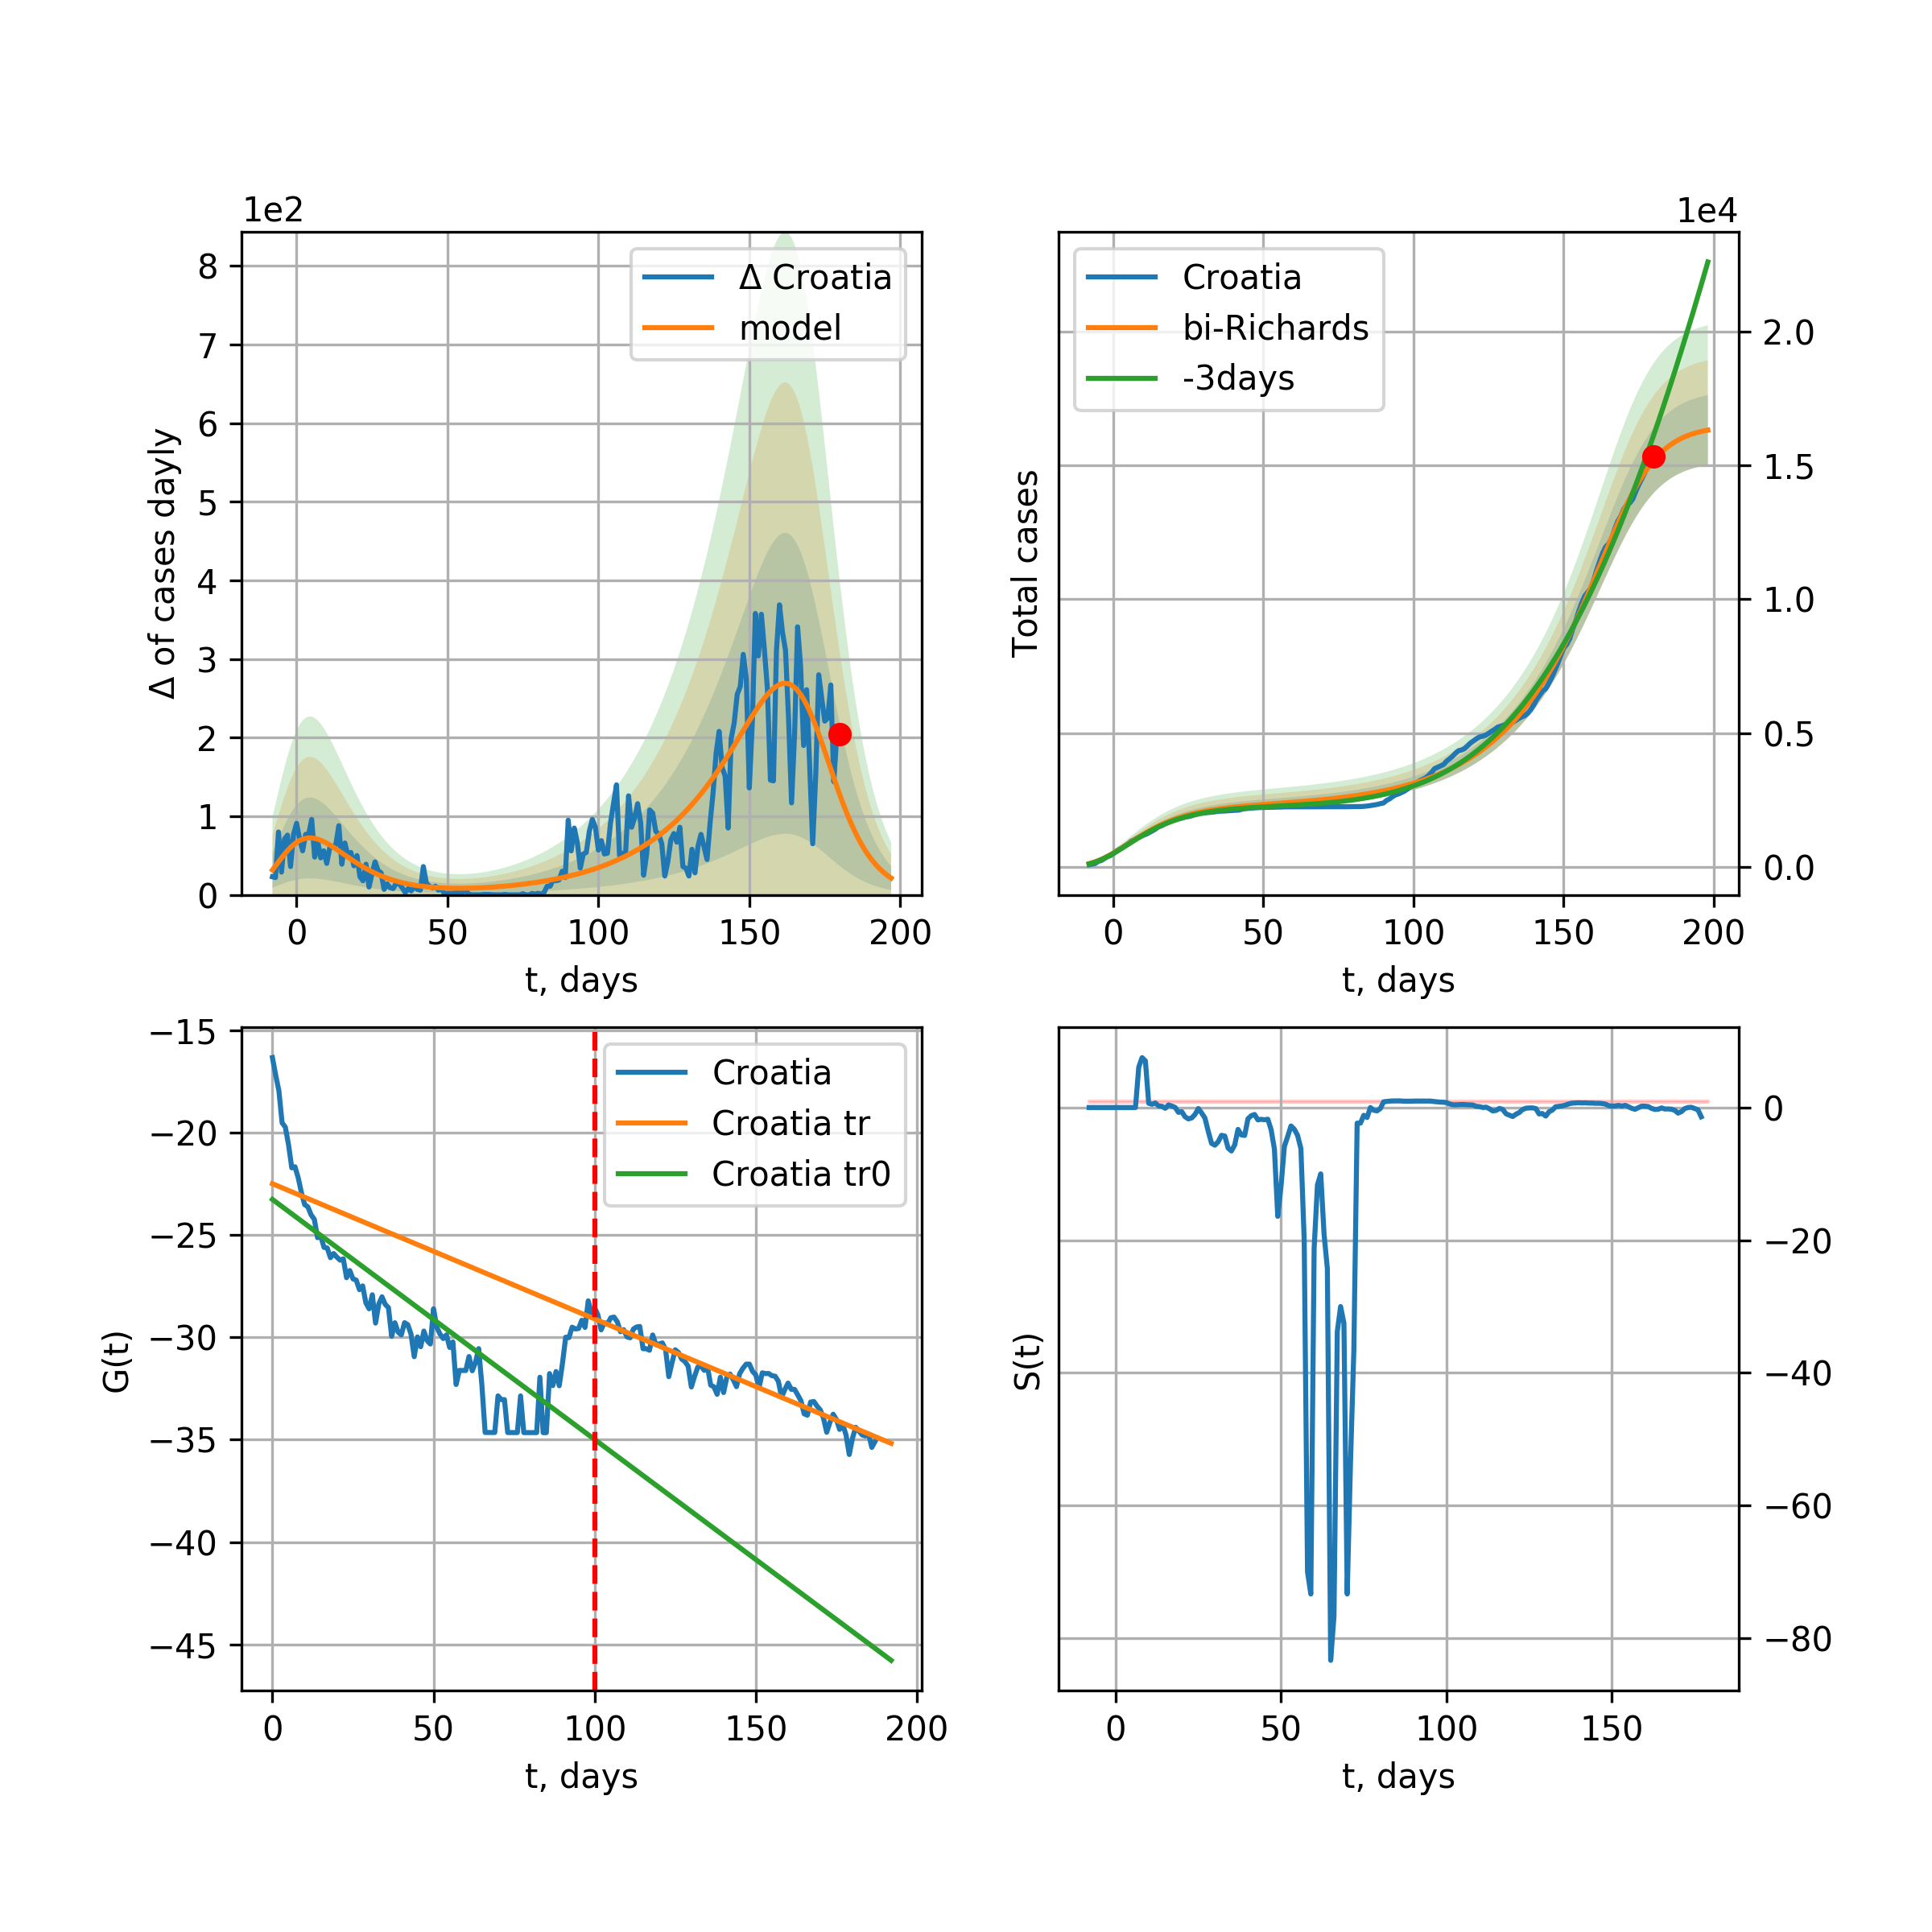 1e2
Δ of cases dayly
8
7
6
5
4
3
2
1
0
0 50 100 150 200
t, days
Δ Croatia
model
1e4
Total cases
2.0
1.5
1.0
0.5
0.0
0 50 100 150 200
t, days
Croatia
bi-Richards
-3days
G(t)
−15
−20
−25
−30
−35
−40
−45
0 50 100 150 200
t, days
Croatia
Croatia tr
Croatia tr0
S(t)
0
−20
−40
−60
−80
0 50 100 150
t, days